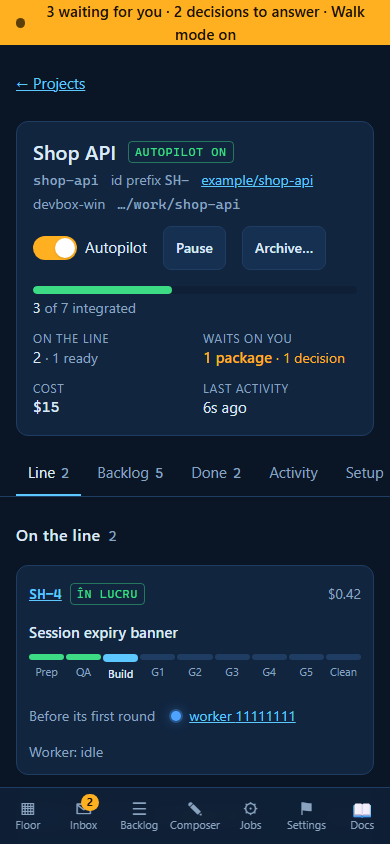 3 waiting for you · 2 decisions to answer · Walk
mode on
← Projects
Shop API AUTOPILOT ON
shop-api id prefix SH- example/shop-api
devbox-win …/work/shop-api
Autopilot Pause Archive…
3 of 7 integrated
ON THE LINE WAITS ON YOU
2 · 1 ready 1 package · 1 decision
COST LAST ACTIVITY
$15 6s ago
Line 2 Backlog 5 Done 2 Activity Setup
On the line 2
SH-4 ÎN LUCRU $0.42
Session expiry banner
Prep QA Build G1 G2 G3 G4 G5 Clean
Before its first round worker 11111111
Worker: idle
2
Floor Inbox Backlog Composer Jobs Settings Docs